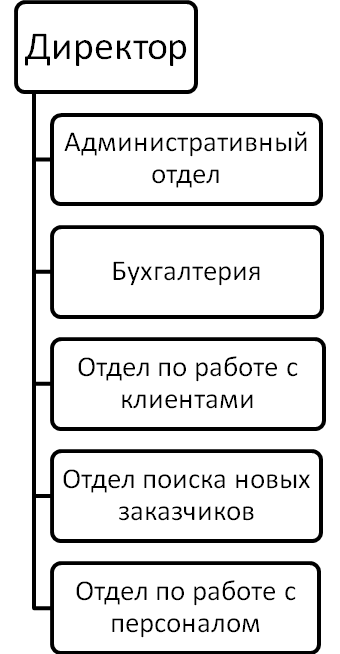 Директор
Административный
отдел
Бухгалтерия
Отдел по работе с
клиентами
Отдел поиска новых
заказчиков
Отдел по работе с
персоналом